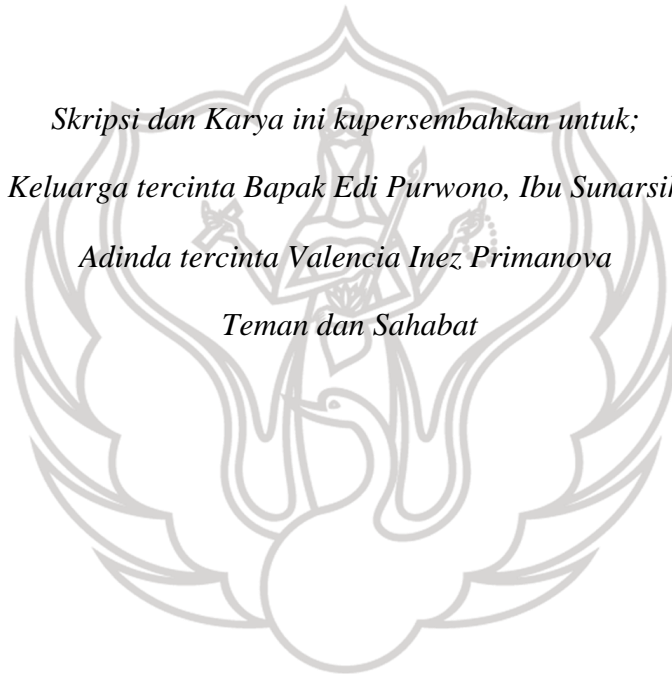 Skripsi dan Karya ini kupersembahkan untuk;
Keluarga tercinta Bapak Edi Purwono, Ibu Sunarsih
Adinda tercinta Valencia Inez Primanova
Teman dan Sahabat